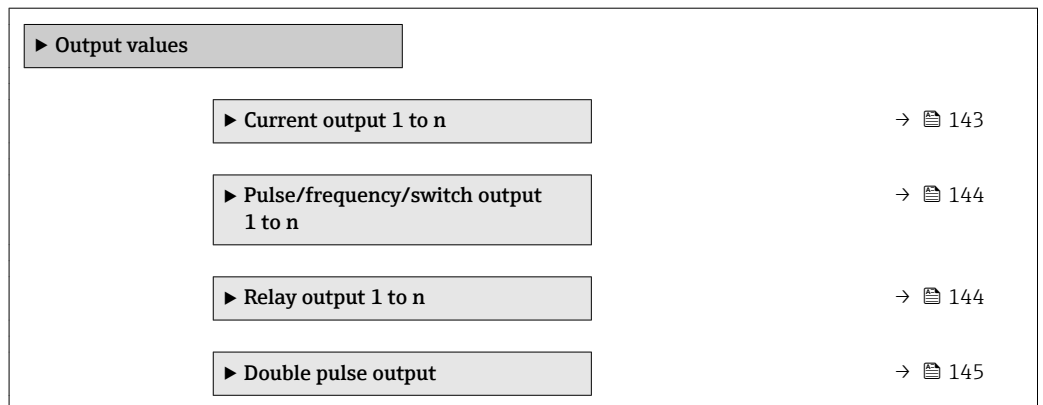 ▶ Output values
▶ Current output 1 to n → 143
▶ Pulse/frequency/switch output
1 to n → 144
▶ Relay output 1 to n → 144
▶ Double pulse output → 145